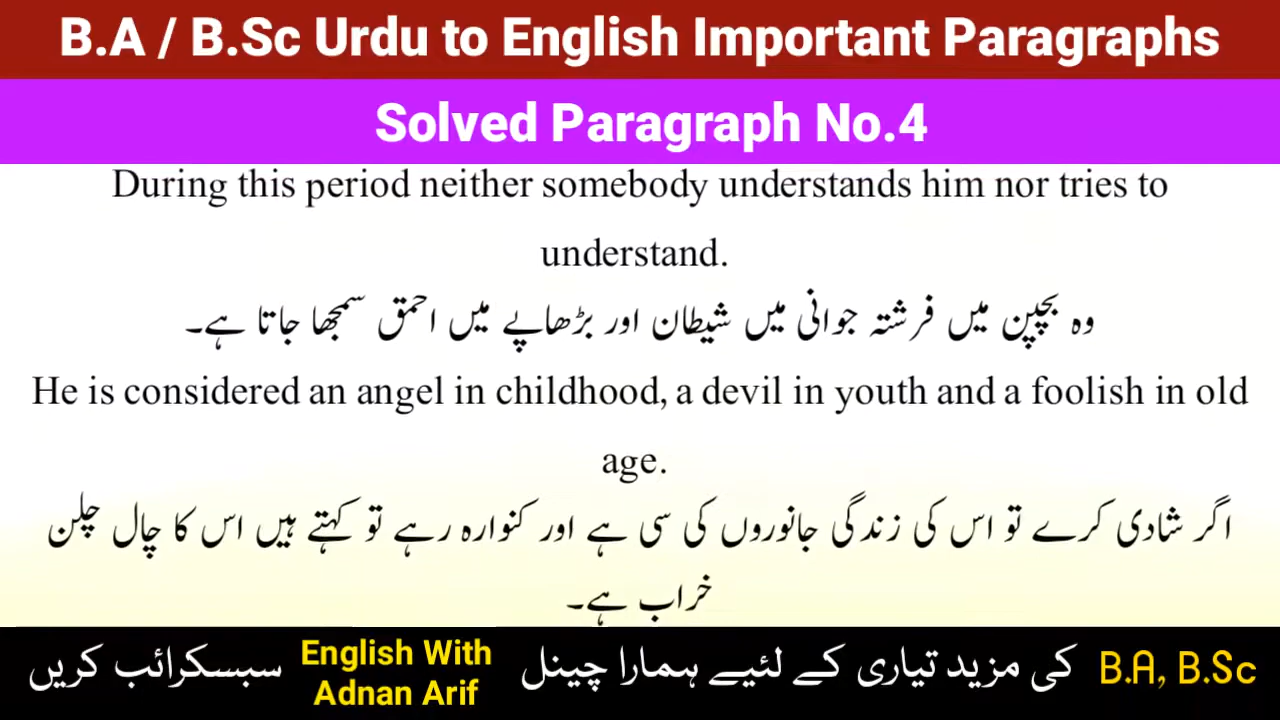 B.A / B.Sc Urdu to English Important Paragraphs
Solved Paragraph No.4
During this period neither somebody understands him nor tries to
understand.
وہ بچپن میں فرشتہ جوانی میں شیطان اور بڑھاپے میں احمق سمجھا جاتا ہے۔
He is considered an angel in childhood, a devil in youth and a foolish in old
age.
اگر شادی کرے تو اس کی زندگی جانوروں کی سی ہے اور کنوارہ رہے تو کہتے ہیں اس کا چال چلن
خراب ہے۔
B.A, B.Sc کی مزید تیاری کے لئیے ہمارا چینل English With Adnan Arif سبسکرائب کریں